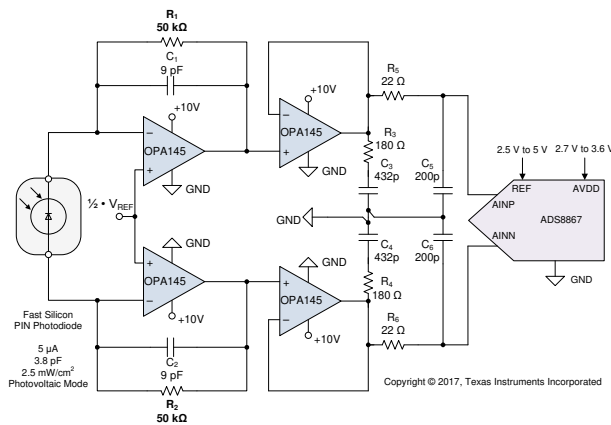 R1
50 kΩ
C1
9 pF
+10V
−
OPA145
+
GND
+10V
−
OPA145
+
GND
R5
22 Ω
R3
180 Ω
C3
432p
C5
200p
2.5 V to 5 V
2.7 V to 3.6 V
REF
AVDD
AINP
ADS8867
AINN
GND
½ • VREF
GND
C4
432p
C6
200p
R4
180 Ω
R6
22 Ω
GND
+
OPA145
−
+10V
GND
+
OPA145
−
+10V
C2
9 pF
R2
50 kΩ
Fast Silicon
PIN Photodiode
5 µA
3.8 pF
2.5 mW/cm²
Photovoltaic Mode
Copyright © 2017, Texas Instruments Incorporated